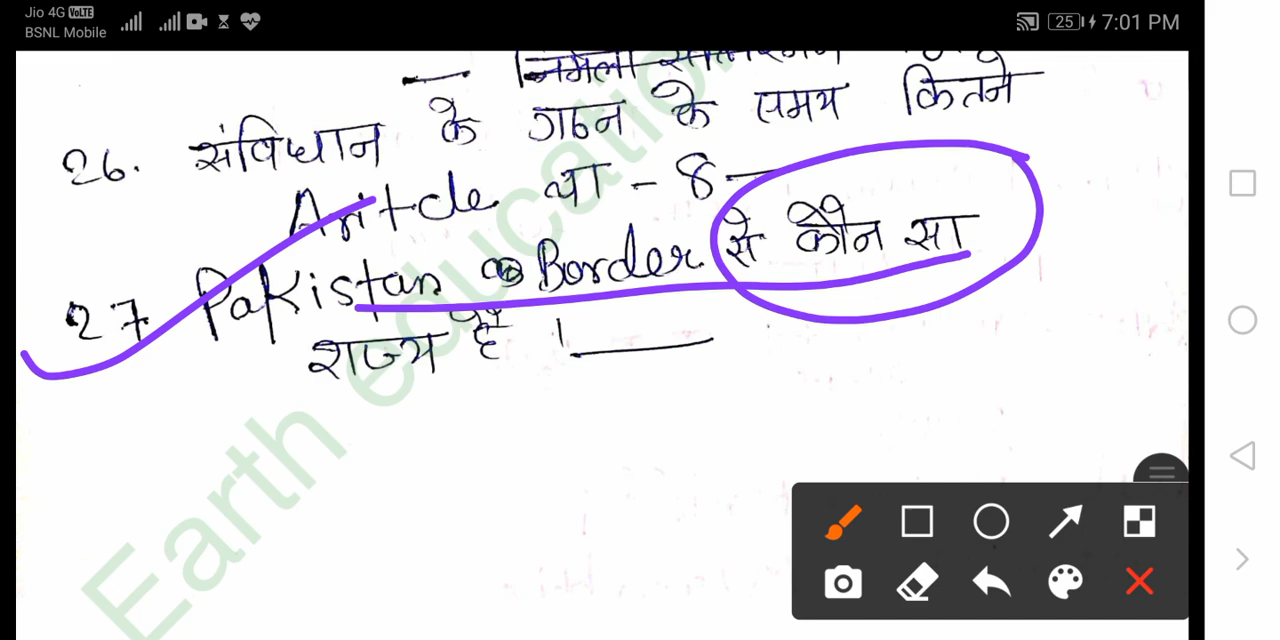 Jio 4G VoLTE
BSNL Mobile
25
7:01 PM
26. संविधान के गठन के समय कितने
Aritcle था - 8
27 Pakistan Border से कौन सा
राज्य है
Earth education